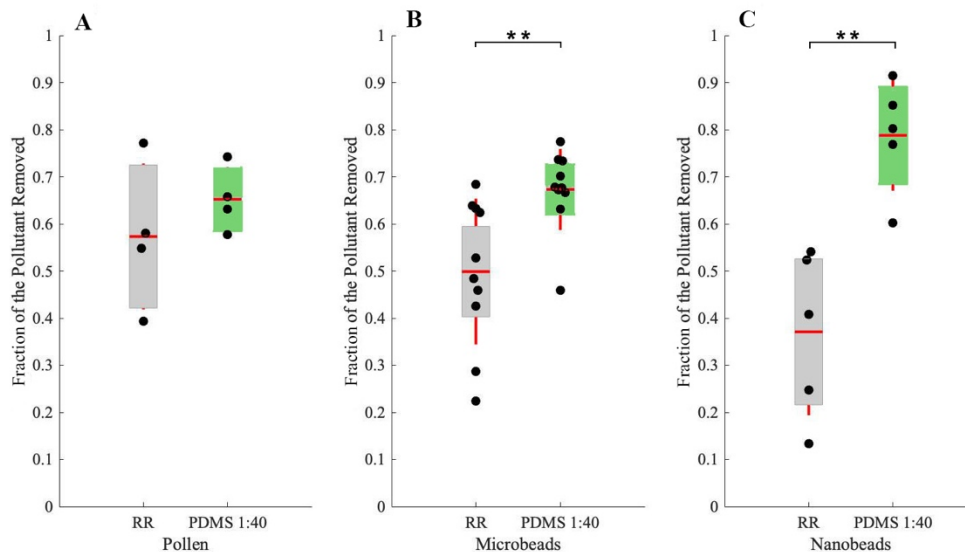 A
Fraction of the Pollutant Removed
1
0.9
0.8
0.7
0.6
0.5
0.4
0.3
0.2
0.1
0
RR
PDMS 1:40
Pollen
B
**
Fraction of the Pollutant Removed
1
0.9
0.8
0.7
0.6
0.5
0.4
0.3
0.2
0.1
0
RR
PDMS 1:40
Microbeads
C
**
Fraction of the Pollutant Removed
1
0.9
0.8
0.7
0.6
0.5
0.4
0.3
0.2
0.1
0
RR
PDMS 1:40
Nanobeads